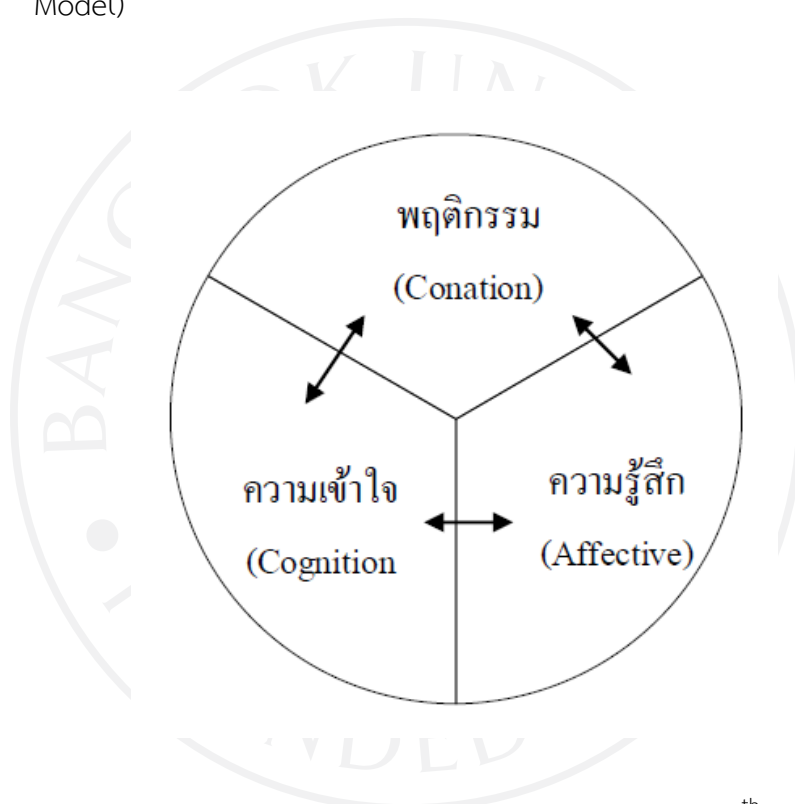 Model)
พฤติกรรม
(Conation)
ความเข้าใจ
(Cognition
ความรู้สึก
(Affective)
th